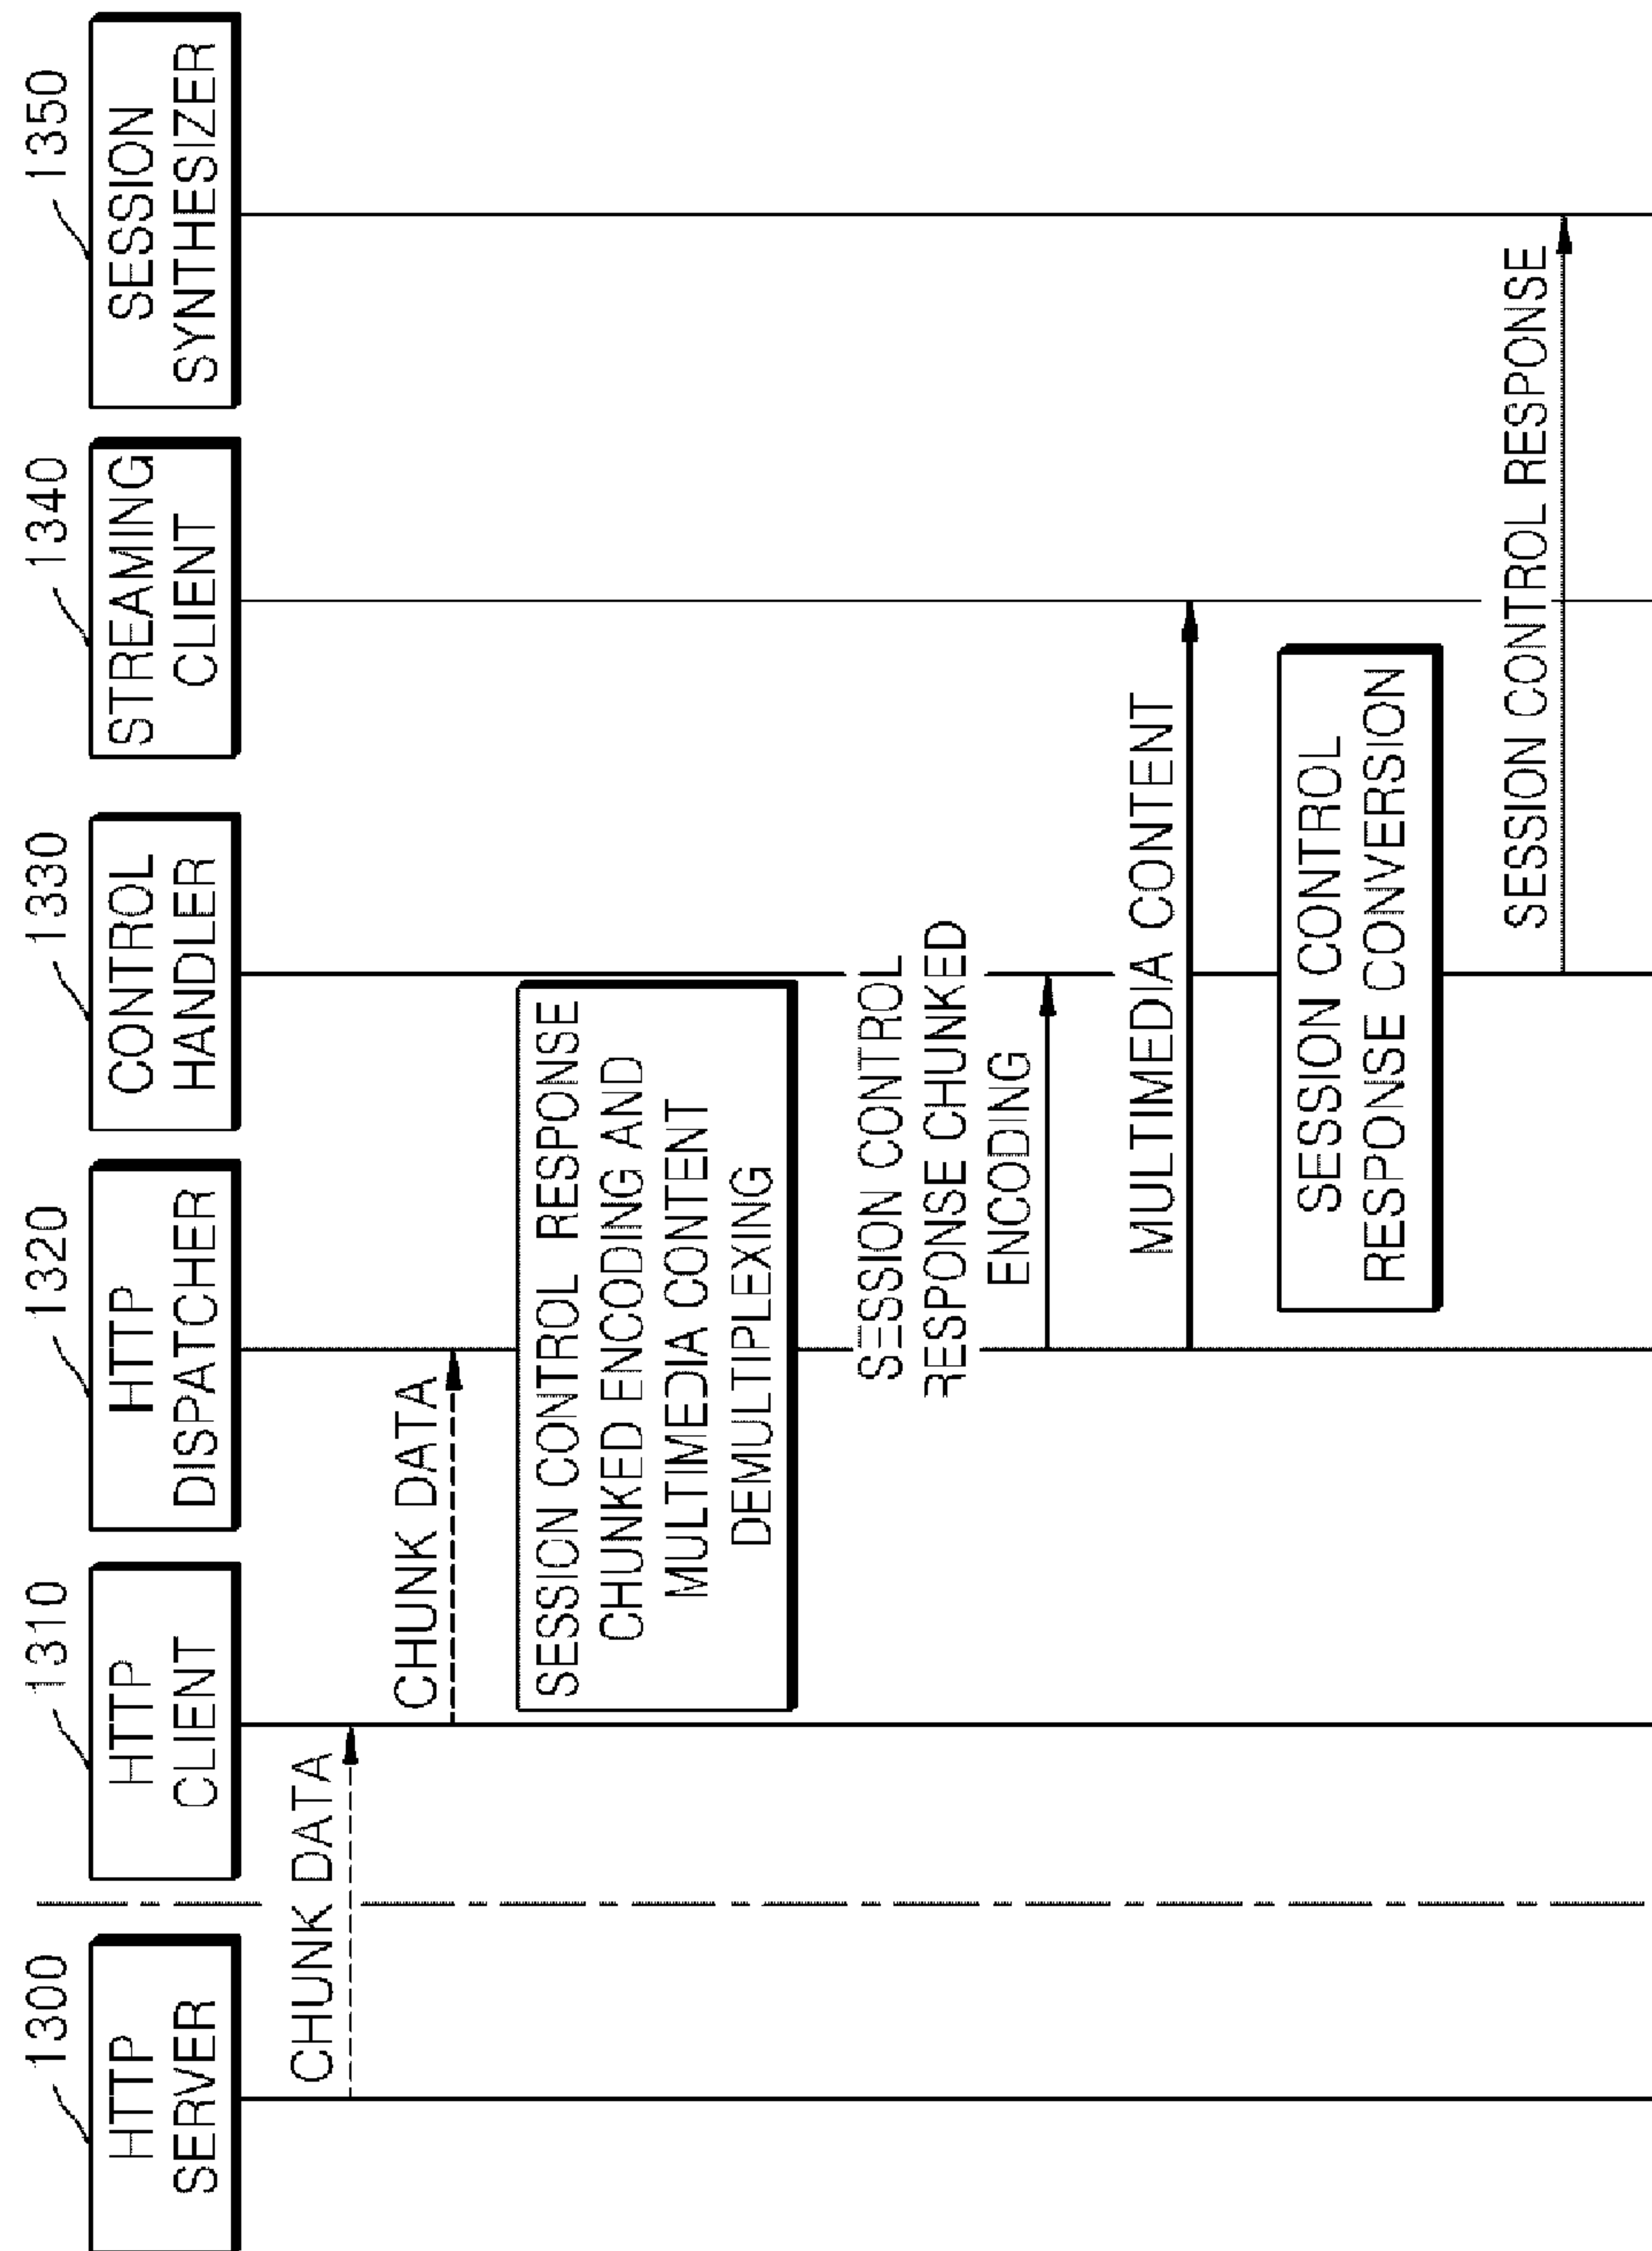 1300
HTTP
SERVER
1310
HTTP
CLIENT
1320
HTTP
DISPATCHER
1330
CONTROL
HANDLER
1340
STREAMING
CLIENT
1350
SESSION
SYNTHESIZER
CHUNK DATA
CHUNK DATA
SESSION CONTROL RESPONSE
CHUNKED ENCODING AND
MULTIMEDIA CONTENT
DEMULTIPLEXING
SESSION CONTROL
RESPONSE CHUNKED
ENCODING
MULTIMEDIA CONTENT
SESSION CONTROL
RESPONSE CONVERSION
SESSION CONTROL RESPONSE